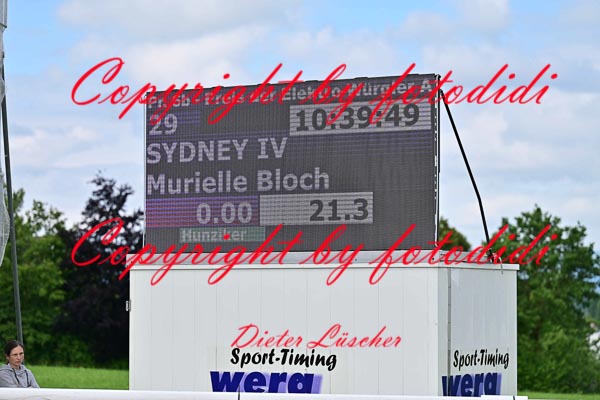 Copyright by fotodidi
29 10:39:49
SYDNEY IV
Murielle Bloch
0.00 21.3
Hunziker
Copyright by fotodidi
Dieter Lüscher
Sport-Timing
wera
Sport-Timing
wera